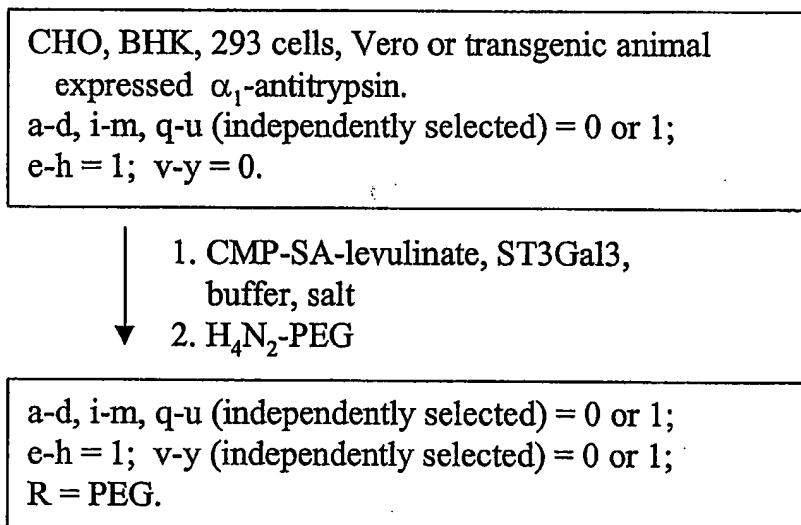 CHO, BHK, 293 cells, Vero or transgenic animal
expressed α₁-antitrypsin.
a-d, i-m, q-u (independently selected) = 0 or 1;
e-h = 1; v-y = 0.
1. CMP-SA-levulinate, ST3Gal3,
buffer, salt
2. H₄N₂-PEG
a-d, i-m, q-u (independently selected) = 0 or 1;
e-h = 1; v-y (independently selected) = 0 or 1;
R = PEG.